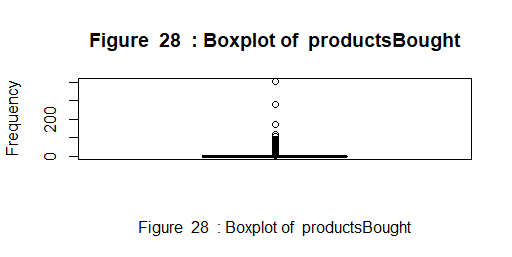 Figure  28  : Boxplot of  productsBought
Frequency
200
0
Figure  28  : Boxplot of  productsBought